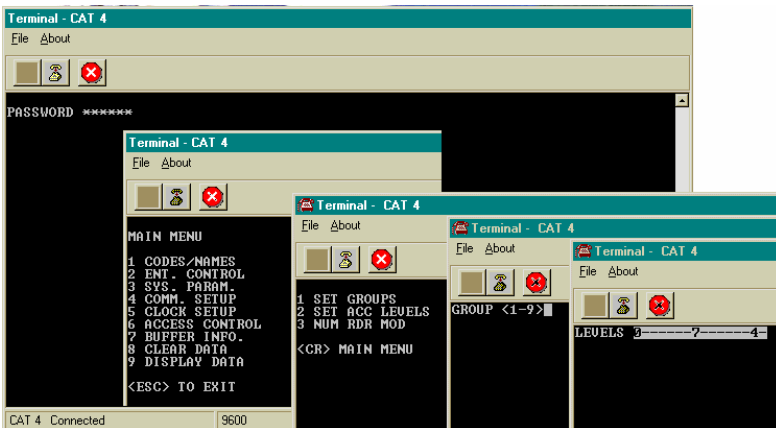 Terminal - CAT 4
File About
PASSWORD ******
Terminal - CAT 4
File About
MAIN MENU
1 CODES/NAMES
2 ENT. CONTROL
3 SYS. PARAM.
4 COMM. SETUP
5 CLOCK SETUP
6 ACCESS CONTROL
7 BUFFER INFO.
8 CLEAR DATA
9 DISPLAY DATA
<ESC> TO EXIT
Terminal - CAT 4
File About
1 SET GROUPS
2 SET ACC LEVELS
3 NUM RDR MOD
<CR> MAIN MENU
Terminal - CAT 4
File About
GROUP <1-9>
Terminal - CAT 4
File About
LEVELS 0------7------4-
CAT 4 Connected
9600